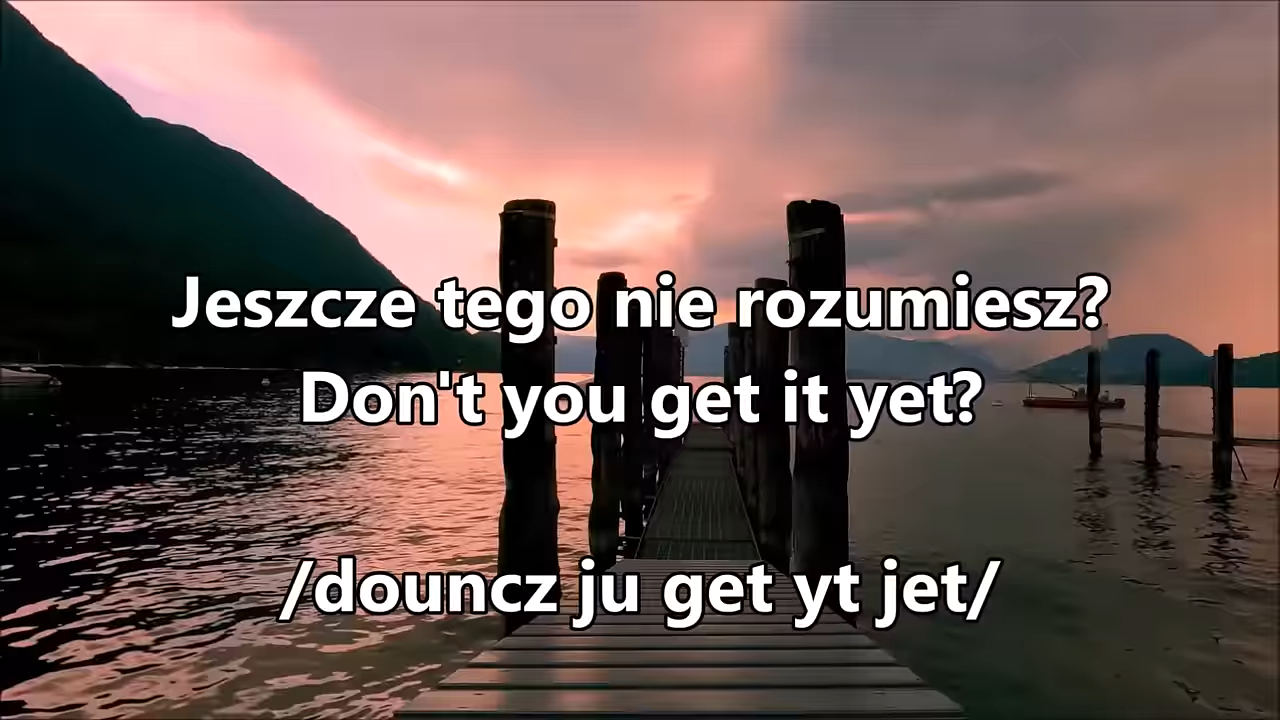 Jeszcze tego nie rozumiesz?
Don't you get it yet?
/douncz ju get yt jet/